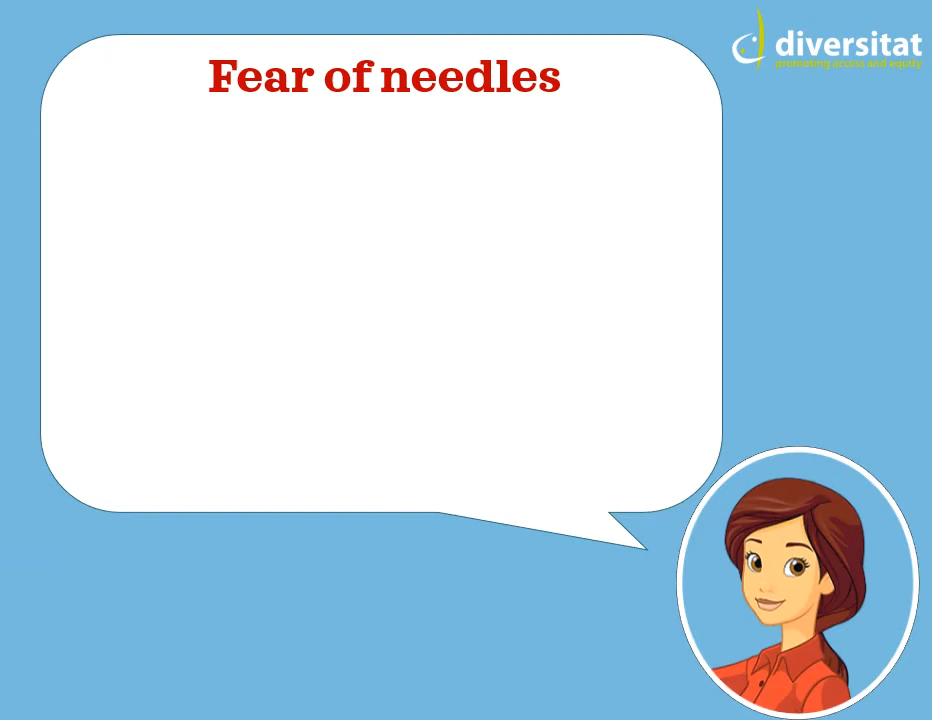 diversitat
promoting access and equity
Fear of needles